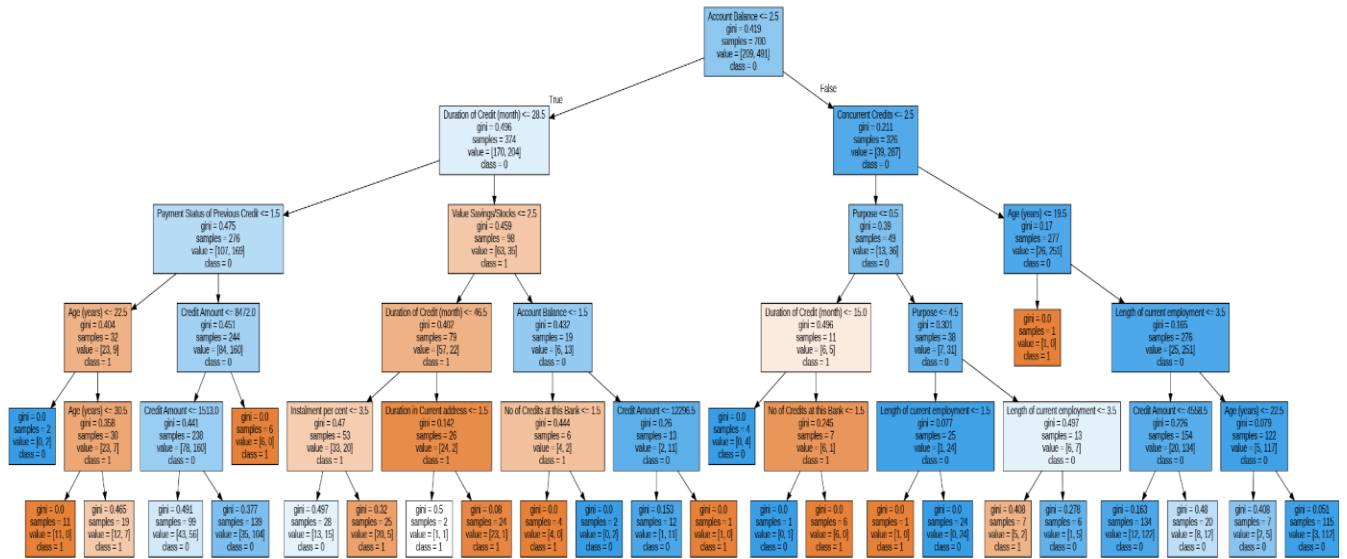 Account Balance <= 2.5
gini = 0.419
samples = 700
value = [209, 491]
class = 0
True
False
Duration of Credit (month) <= 28.5
gini = 0.496
samples = 374
value = [170, 204]
class = 0
Concurrent Credits <= 2.5
gini = 0.211
samples = 326
value = [39, 287]
class = 0
Payment Status of Previous Credit <= 1.5
gini = 0.475
samples = 276
value = [107, 169]
class = 0
Value Savings/Stocks <= 2.5
gini = 0.459
samples = 98
value = [63, 35]
class = 1
Purpose <= 0.5
gini = 0.39
samples = 49
value = [13, 36]
class = 0
Age (years) <= 19.5
gini = 0.17
samples = 277
value = [26, 251]
class = 0
Age (years) <= 22.5
gini = 0.404
samples = 32
value = [23, 9]
class = 1
Credit Amount <= 8472.0
gini = 0.451
samples = 244
value = [84, 160]
class = 0
Duration of Credit (month) <= 46.5
gini = 0.402
samples = 79
value = [57, 22]
class = 1
Account Balance <= 1.5
gini = 0.432
samples = 19
value = [6, 13]
class = 0
Duration of Credit (month) <= 15.0
gini = 0.496
samples = 11
value = [6, 5]
class = 1
Purpose <= 4.5
gini = 0.301
samples = 38
value = [7, 31]
class = 0
gini = 0.0
samples = 1
value = [1, 0]
class = 1
Length of current employment <= 3.5
gini = 0.165
samples = 276
value = [25, 251]
class = 0
gini = 0.0
samples = 2
value = [0, 2]
class = 0
Age (years) <= 30.5
gini = 0.358
samples = 30
value = [23, 7]
class = 1
Credit Amount <= 1513.0
gini = 0.441
samples = 238
value = [78, 160]
class = 0
gini = 0.0
samples = 6
value = [6, 0]
class = 1
Instalment per cent <= 3.5
gini = 0.47
samples = 53
value = [33, 20]
class = 1
Duration in Current address <= 1.5
gini = 0.142
samples = 26
value = [24, 2]
class = 1
No of Credits at this Bank <= 1.5
gini = 0.444
samples = 6
value = [4, 2]
class = 1
Credit Amount <= 12296.5
gini = 0.26
samples = 13
value = [2, 11]
class = 0
gini = 0.0
samples = 4
value = [0, 4]
class = 0
No of Credits at this Bank <= 1.5
gini = 0.245
samples = 7
value = [6, 1]
class = 1
Length of current employment <= 1.5
gini = 0.077
samples = 25
value = [1, 24]
class = 0
Length of current employment <= 3.5
gini = 0.497
samples = 13
value = [6, 7]
class = 0
Credit Amount <= 4558.5
gini = 0.226
samples = 154
value = [20, 134]
class = 0
Age (years) <= 22.5
gini = 0.079
samples = 122
value = [5, 117]
class = 0
gini = 0.0
samples = 11
value = [11, 0]
class = 1
gini = 0.465
samples = 19
value = [12, 7]
class = 1
gini = 0.491
samples = 99
value = [43, 56]
class = 0
gini = 0.377
samples = 139
value = [35, 104]
class = 0
gini = 0.497
samples = 28
value = [13, 15]
class = 0
gini = 0.32
samples = 25
value = [20, 5]
class = 1
gini = 0.5
samples = 2
value = [1, 1]
class = 1
gini = 0.08
samples = 24
value = [23, 1]
class = 1
gini = 0.0
samples = 4
value = [4, 0]
class = 1
gini = 0.0
samples = 2
value = [0, 2]
class = 0
gini = 0.153
samples = 12
value = [1, 11]
class = 0
gini = 0.0
samples = 1
value = [1, 0]
class = 1
gini = 0.0
samples = 1
value = [0, 1]
class = 0
gini = 0.0
samples = 6
value = [6, 0]
class = 1
gini = 0.0
samples = 1
value = [1, 0]
class = 1
gini = 0.0
samples = 24
value = [0, 24]
class = 0
gini = 0.408
samples = 7
value = [5, 2]
class = 1
gini = 0.278
samples = 6
value = [1, 5]
class = 0
gini = 0.163
samples = 134
value = [12, 122]
class = 0
gini = 0.48
samples = 20
value = [8, 12]
class = 0
gini = 0.408
samples = 7
value = [2, 5]
class = 0
gini = 0.051
samples = 115
value = [3, 112]
class = 0